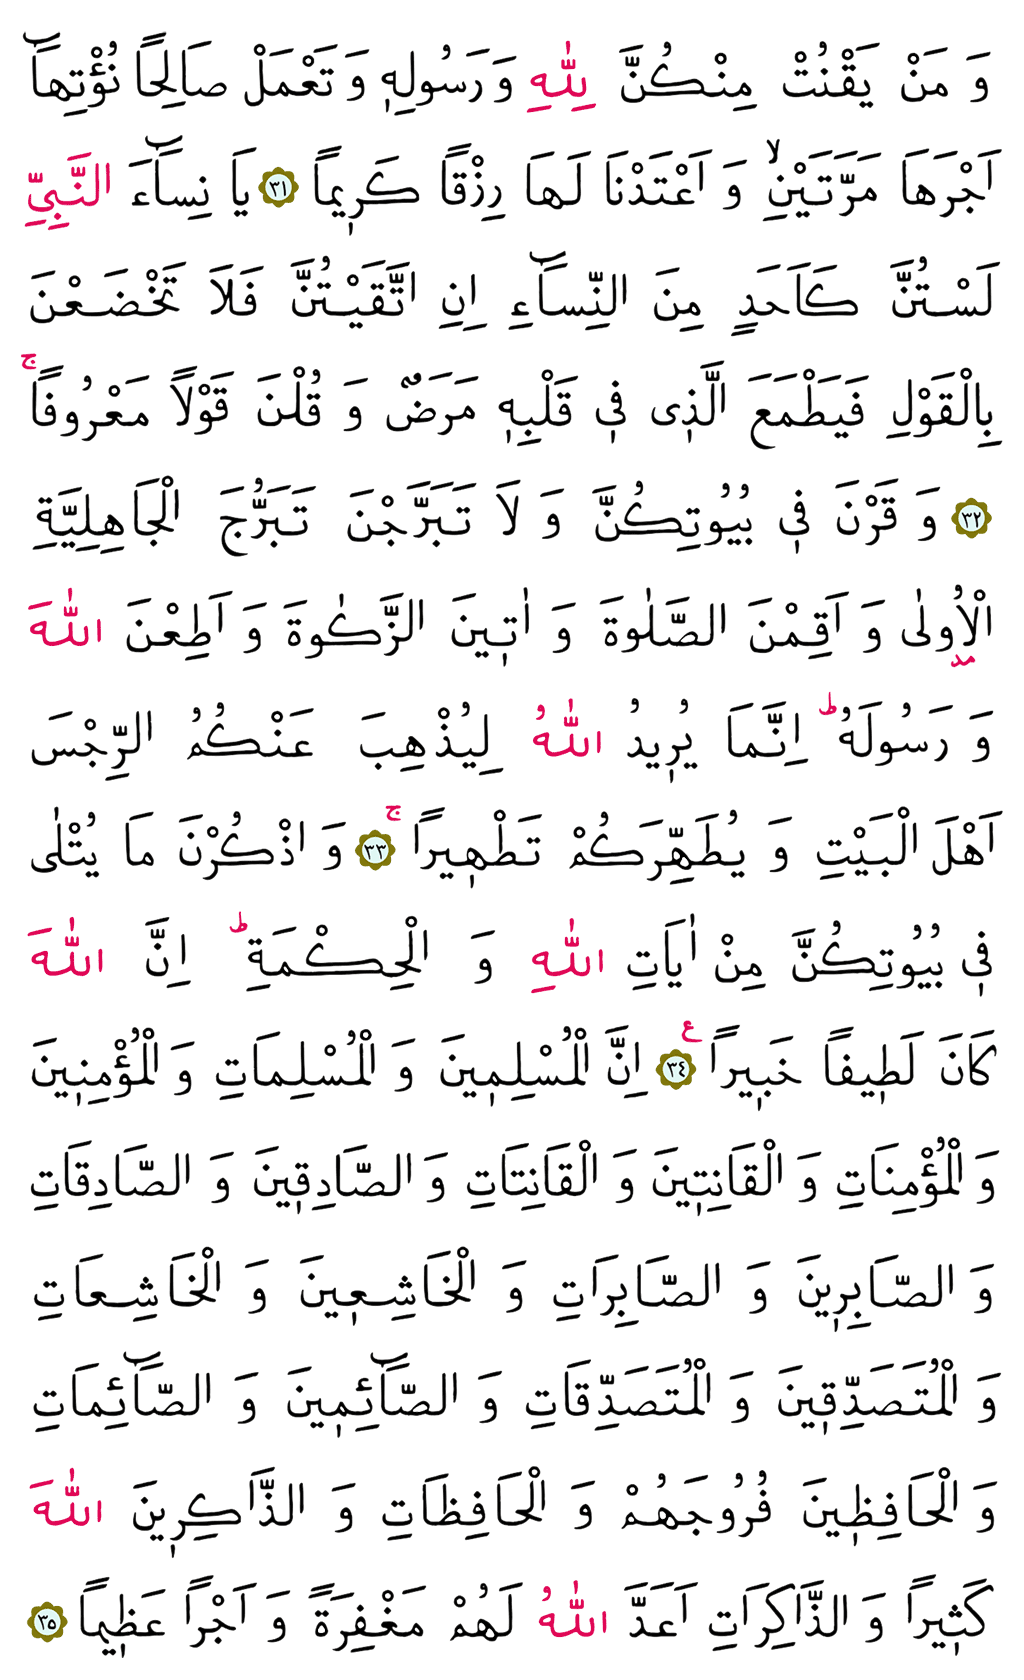 وَ مَنْ يَقْنُتْ مِنْكُنَّ لِلّٰهِ وَ رَسُولِهٖ وَ تَعْمَلْ صَالِحًا نُؤْتِهَٓا
اَجْرَهَا مَرَّتَيْنِۙ وَ اَعْتَدْنَا لَهَا رِزْقًا كَرٖيمًا ﴿٣١﴾ يَا نِسَٓاءَ النَّبِيِّ
لَسْتُنَّ كَاَحَدٍ مِنَ النِّسَٓاءِ اِنِ اتَّقَيْتُنَّ فَلَا تَخْضَعْنَ
بِالْقَوْلِ فَيَطْمَعَ الَّذٖى فٖى قَلْبِهٖ مَرَضٌ وَ قُلْنَ قَوْلًا مَعْرُوفًاۚ
﴿٣٢﴾ وَ قَرْنَ فٖى بُيُوتِكُنَّ وَ لَا تَبَرَّجْنَ تَبَرُّجَ الْجَاهِلِيَّةِ
الْاُولٰى وَ اَقِمْنَ الصَّلٰوةَ وَ اٰتٖينَ الزَّكٰوةَ وَ اَطِعْنَ اللّٰهَ
وَ رَسُولَهُؕ اِنَّمَا يُرٖيدُ اللّٰهُ لِيُذْهِبَ عَنْكُمُ الرِّجْسَ
اَهْلَ الْبَيْتِ وَ يُطَهِّرَكُمْ تَطْهٖيرًاۚ ﴿٣٣﴾ وَ اذْكُرْنَ مَا يُتْلٰى
فٖى بُيُوتِكُنَّ مِنْ اٰيَاتِ اللّٰهِ وَ الْحِكْمَةِؕ اِنَّ اللّٰهَ
كَانَ لَطٖيفًا خَبٖيرًا ع ﴿٣٤﴾ اِنَّ الْمُسْلِمٖينَ وَ الْمُسْلِمَاتِ وَ الْمُؤْمِنٖينَ
وَ الْمُؤْمِنَاتِ وَ الْقَانِتٖينَ وَ الْقَانِتَاتِ وَ الصَّادِقٖينَ وَ الصَّادِقَاتِ
وَ الصَّابِرٖينَ وَ الصَّابِرَاتِ وَ الْخَاشِعٖينَ وَ الْخَاشِعَاتِ
وَ الْمُتَصَدِّقٖينَ وَ الْمُتَصَدِّقَاتِ وَ الصَّٓائِمٖينَ وَ الصَّٓائِمَاتِ
وَ الْحَافِظٖينَ فُرُوجَهُمْ وَ الْحَافِظَاتِ وَ الذَّاكِرٖينَ اللّٰهَ
كَثٖيرًا وَ الذَّاكِرَاتِ اَعَدَّ اللّٰهُ لَهُمْ مَغْفِرَةً وَ اَجْرًا عَظٖيمًا ﴿٣٥﴾